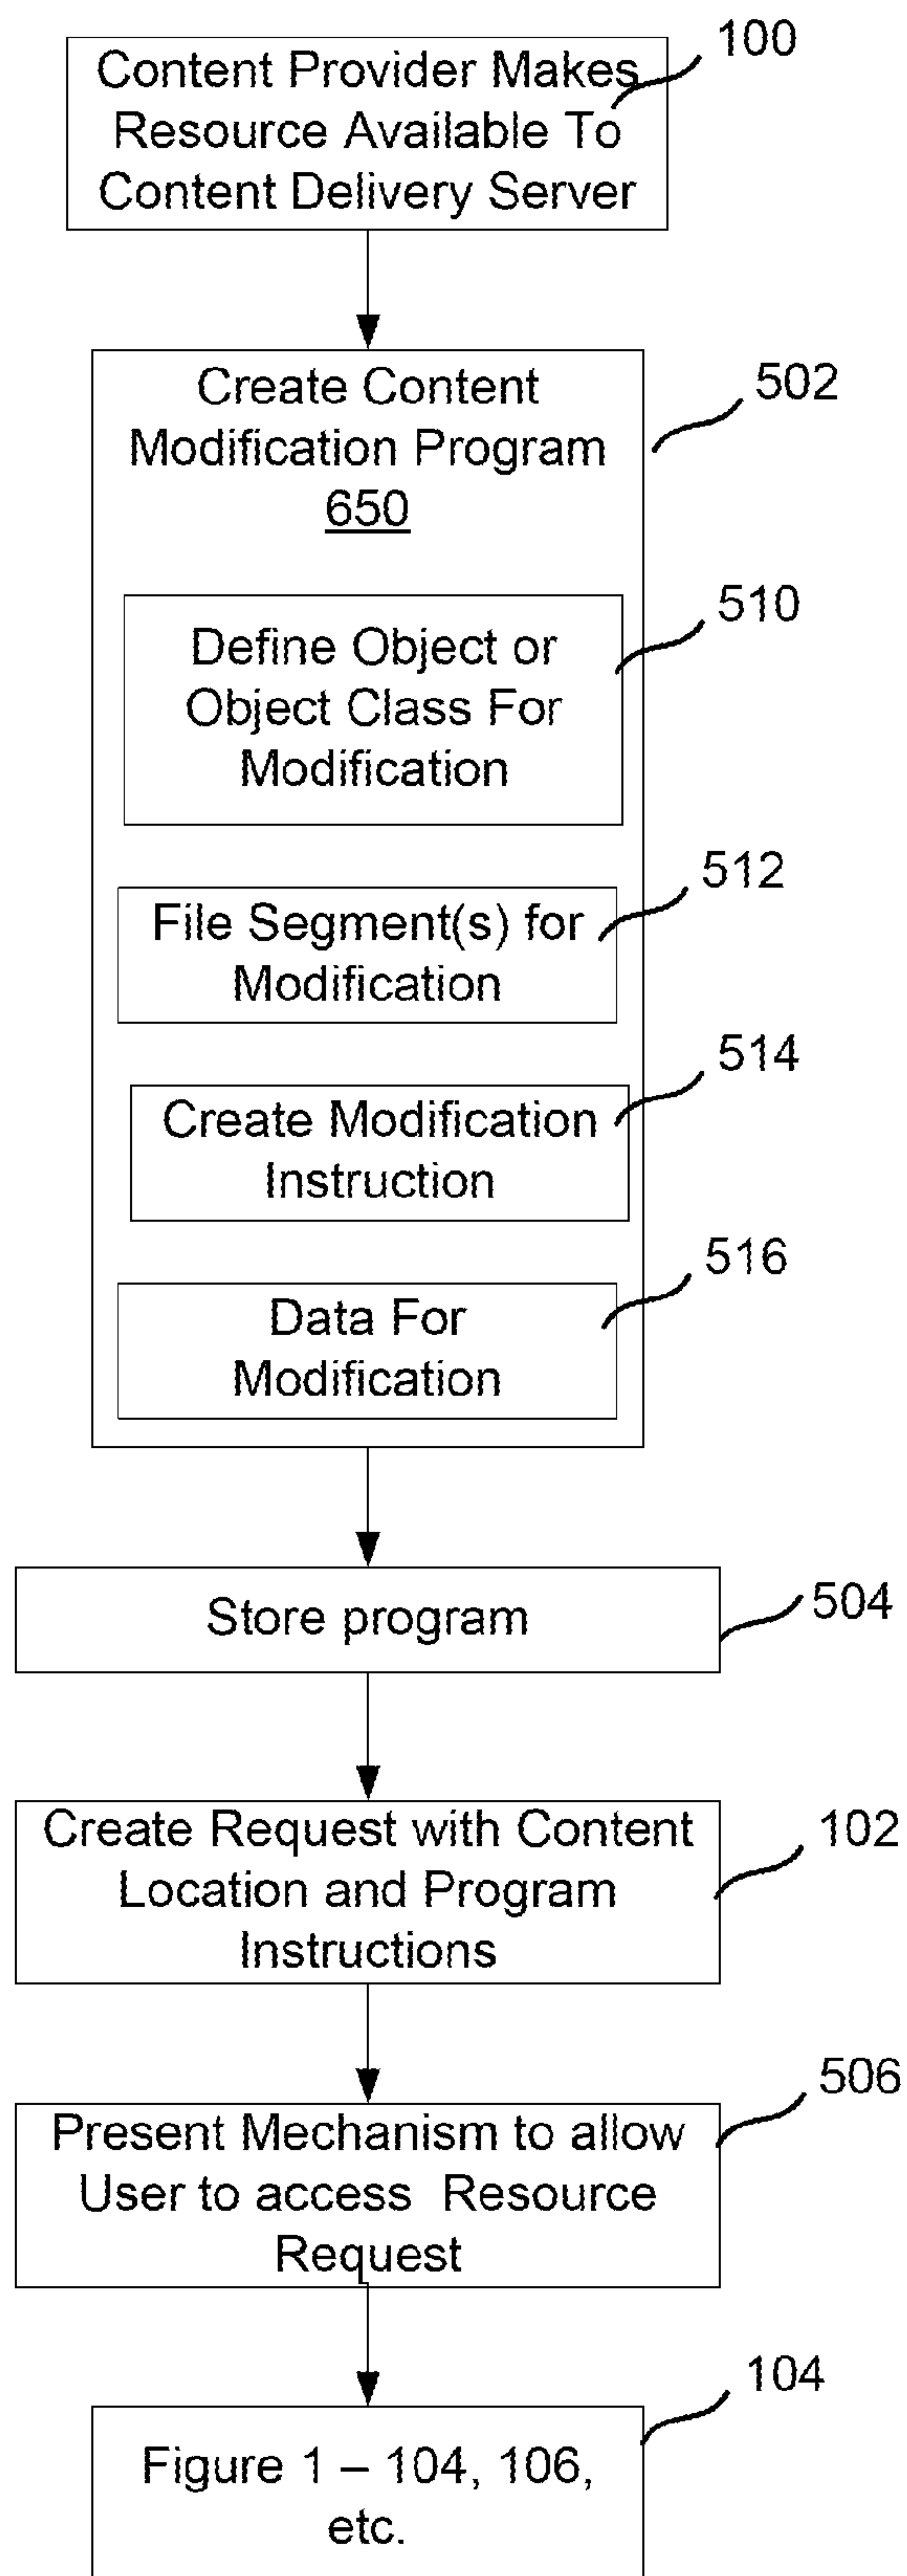 100
Content Provider Makes
Resource Available To
Content Delivery Server
Create Content
Modification Program
650
502
510
Define Object or
Object Class For
Modification
512
File Segment(s) for
Modification
514
Create Modification
Instruction
516
Data For
Modification
Store program
504
Create Request with Content
Location and Program
Instructions
102
506
Present Mechanism to allow
User to access Resource
Request
104
Figure 1 – 104, 106,
etc.